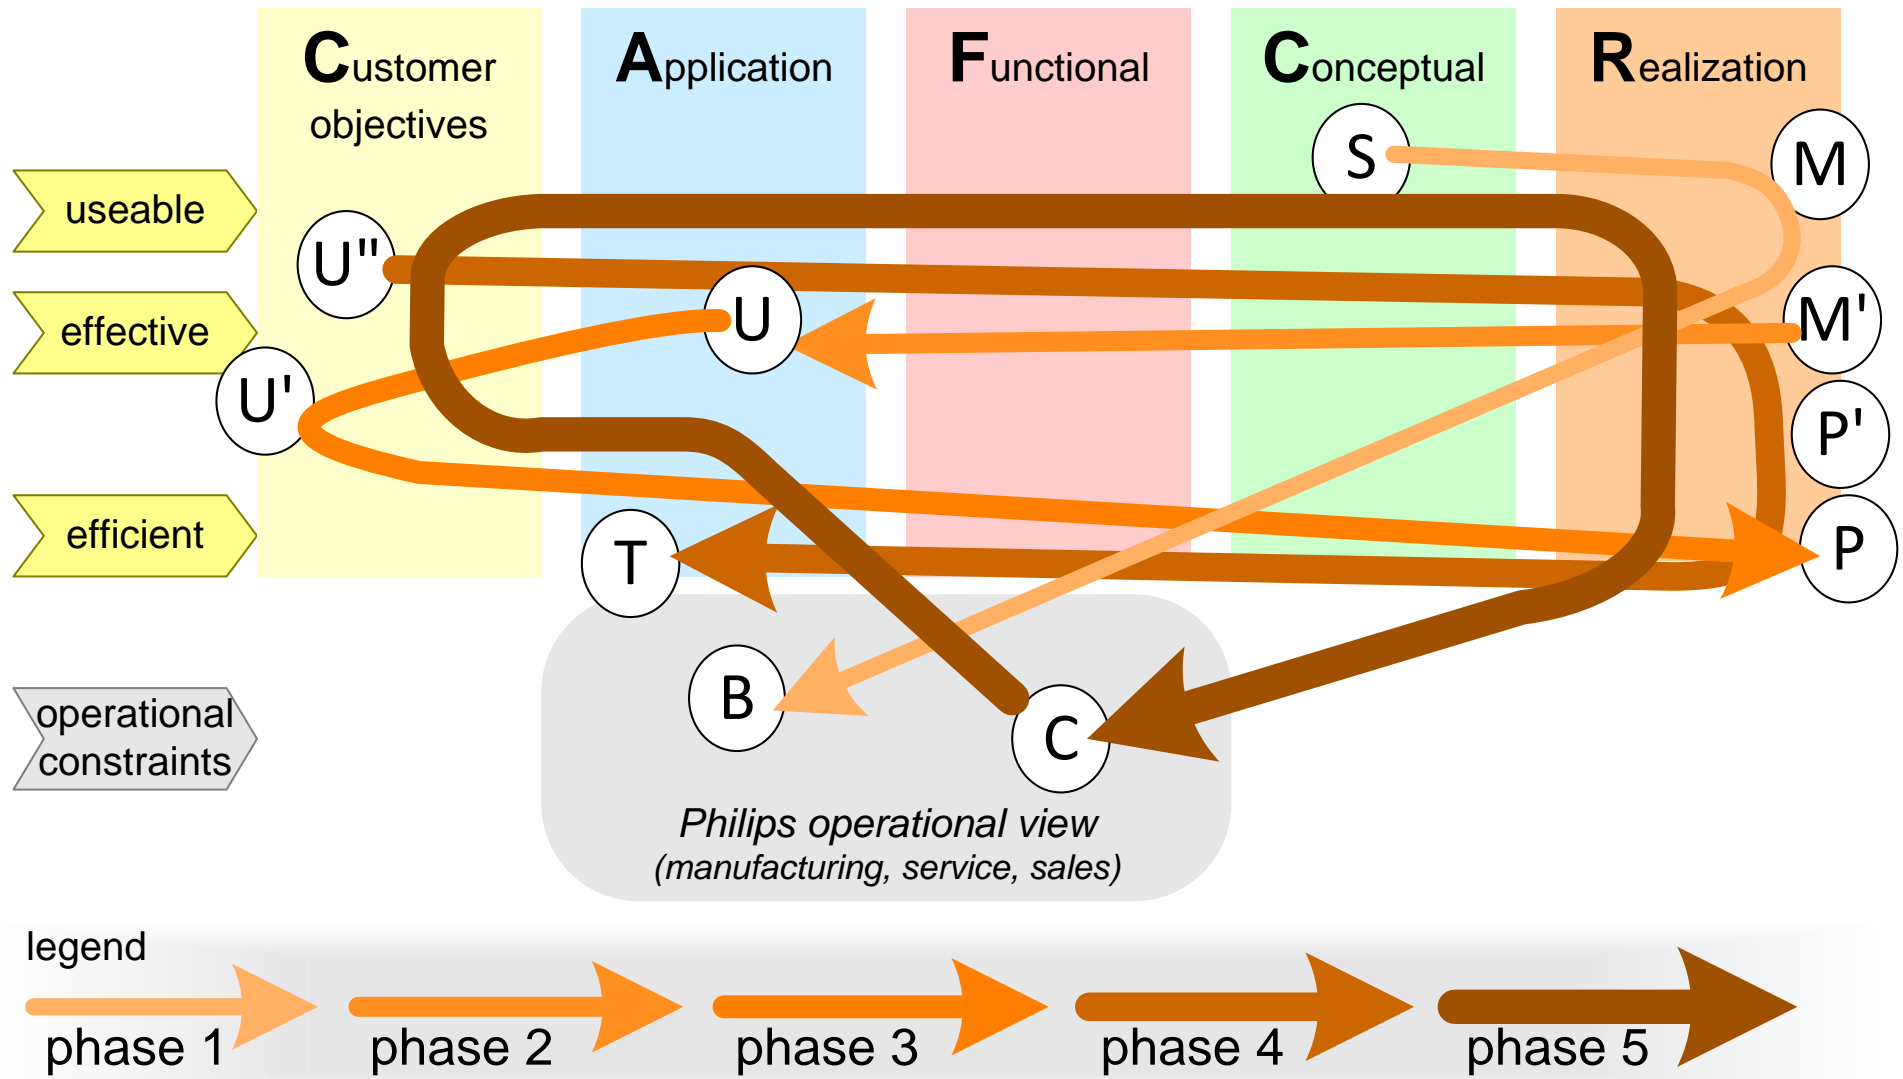 Customer
objectives
Application
Functional
Conceptual
Realization
S
M
useable
U"
U
effective
M'
U'
P'
efficient
T
P
B
operational
constraints
C
Philips operational view
(manufacturing, service, sales)
legend
phase 1
phase 2
phase 3
phase 4
phase 5